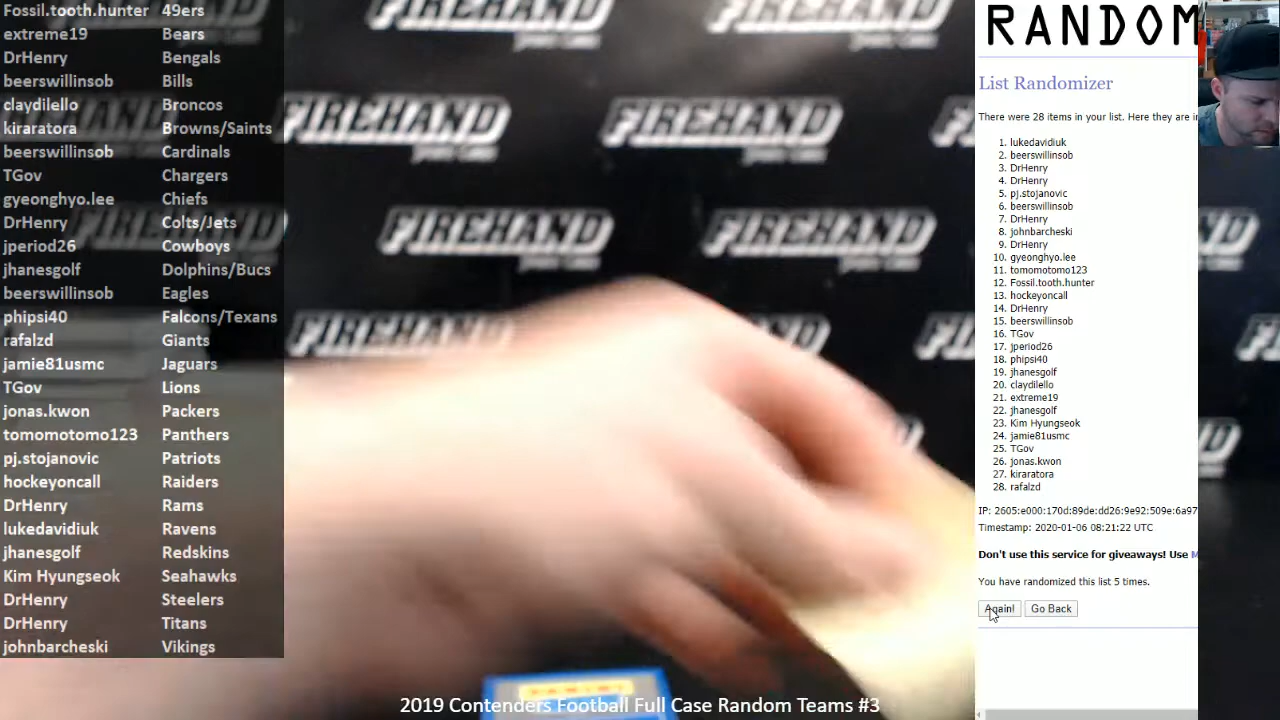 Fossil.tooth.hunter 49ers
extreme19 Bears
DrHenry Bengals
beerswillinsob Bills
claydilello Broncos
kiraratora Browns/Saints
beerswillinsob Cardinals
TGov Chargers
gyeonghyo.lee Chiefs
DrHenry Colts/Jets
jperiod26 Cowboys
jhanesgolf Dolphins/Bucs
beerswillinsob Eagles
phipsi40 Falcons/Texans
rafalzd Giants
jamie81usmc Jaguars
TGov Lions
jonas.kwon Packers
tomomotomo123 Panthers
pj.stojanovic Patriots
hockeyoncall Raiders
DrHenry Rams
lukedavidiuk Ravens
jhanesgolf Redskins
Kim Hyungseok Seahawks
DrHenry Steelers
DrHenry Titans
johnbarcheski Vikings
FIREHAND
FIREHAND
FIREHAND
FIREHAND
FIREHAND
PANINI
2019 Contenders Football Full Case Random Teams #3
RANDOM
List Randomizer
There were 28 items in your list. Here they are in
1. lukedavidiuk
2. beerswillinsob
3. DrHenry
4. DrHenry
5. pj.stojanovic
6. beerswillinsob
7. DrHenry
8. johnbarcheski
9. DrHenry
10. gyeonghyo.lee
11. tomomotomo123
12. Fossil.tooth.hunter
13. hockeyoncall
14. DrHenry
15. beerswillinsob
16. TGov
17. jperiod26
18. phipsi40
19. jhanesgolf
20. claydilello
21. extreme19
22. jhanesgolf
23. Kim Hyungseok
24. jamie81usmc
25. TGov
26. jonas.kwon
27. kiraratora
28. rafalzd
IP: 2605:e000:170d:89de:dd26:9e92:509e:6a97
Timestamp: 2020-01-06 08:21:22 UTC
Don't use this service for giveaways! Use M
You have randomized this list 5 times.
Again! Go Back